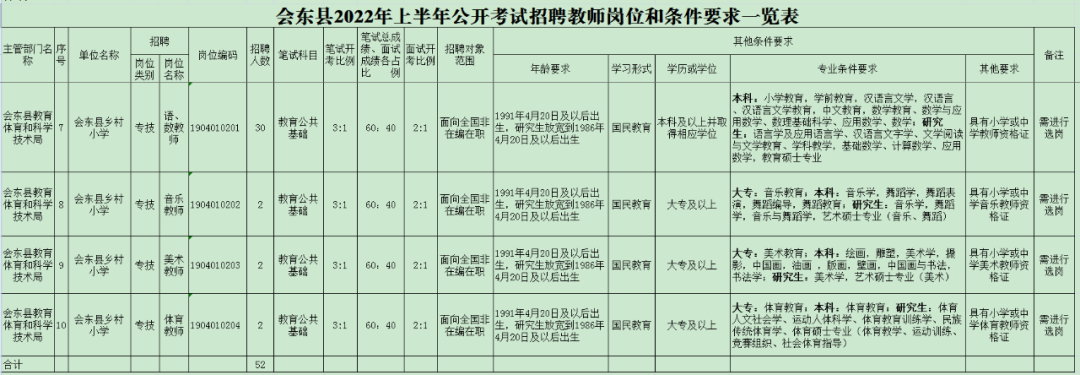 会东县2022年上半年公开考试招聘教师岗位和条件要求一览表
主管部门名称 序号 单位名称 招聘 岗位编码 招聘人数 笔试科目 笔试开考比例 笔试总成绩、面试成绩各占比例 面试开考比例 招聘对象范围 其他条件要求 备注
岗位类别 岗位名称 年龄要求 学习形式 学历或学位 专业条件要求 其他要求
会东县教育体育和科学技术局 7 会东县乡村小学 专技 语、数教师 1904010201 30 教育公共基础 3:1 60：40 2:1 面向全国非在编在职 1991年4月20日及以后出生，研究生放宽到1986年4月20日及以后出生 国民教育 本科及以上并取得相应学位 本科：小学教育，学前教育，汉语言文学，汉语言、汉语言文学教育，中文教育，数学教育、数学与应用数学、数理基础科学、应用数学、数学；研究生：语言学及应用语言学、汉语言文字学、文学阅读与文学教育、学科教学，基础数学、计算数学、应用数学，教育硕士专业 具有小学或中学教师资格证 需进行选岗
会东县教育体育和科学技术局 8 会东县乡村小学 专技 音乐教师 1904010202 2 教育公共基础 3:1 60：40 2:1 面向全国非在编在职 1991年4月20日及以后出生，研究生放宽到1986年4月20日及以后出生 国民教育 大专及以上 大专：音乐教育；本科：音乐学，舞蹈学，舞蹈表演，舞蹈编导，舞蹈教育；研究生：音乐学，舞蹈学，音乐与舞蹈学，艺术硕士专业（音乐、舞蹈） 具有小学或中学音乐教师资格证 需进行选岗
会东县教育体育和科学技术局 9 会东县乡村小学 专技 美术教师 1904010203 2 教育公共基础 3:1 60：40 2:1 面向全国非在编在职 1991年4月20日及以后出生，研究生放宽到1986年4月20日及以后出生 国民教育 大专及以上 大专：美术教育；本科：绘画，雕塑，美术学，摄影，中国画，油画 ，版画，壁画，中国画与书法，书法学；研究生：美术学，艺术硕士专业（美术） 具有小学或中学美术教师资格证 需进行选岗
会东县教育体育和科学技术局 10 会东县乡村小学 专技 体育教师 1904010204 2 教育公共基础 3:1 60：40 2:1 面向全国非在编在职 1991年4月20日及以后出生，研究生放宽到1986年4月20日及以后出生 国民教育 大专及以上 大专：体育教育；本科：体育教育；研究生：体育人文社会学、运动人体科学、体育教育训练学、民族传统体育学、体育硕士专业（体育教学、运动训练、竞赛组织、社会体育指导） 具有小学或中学体育教师资格证 需进行选岗
合计 52